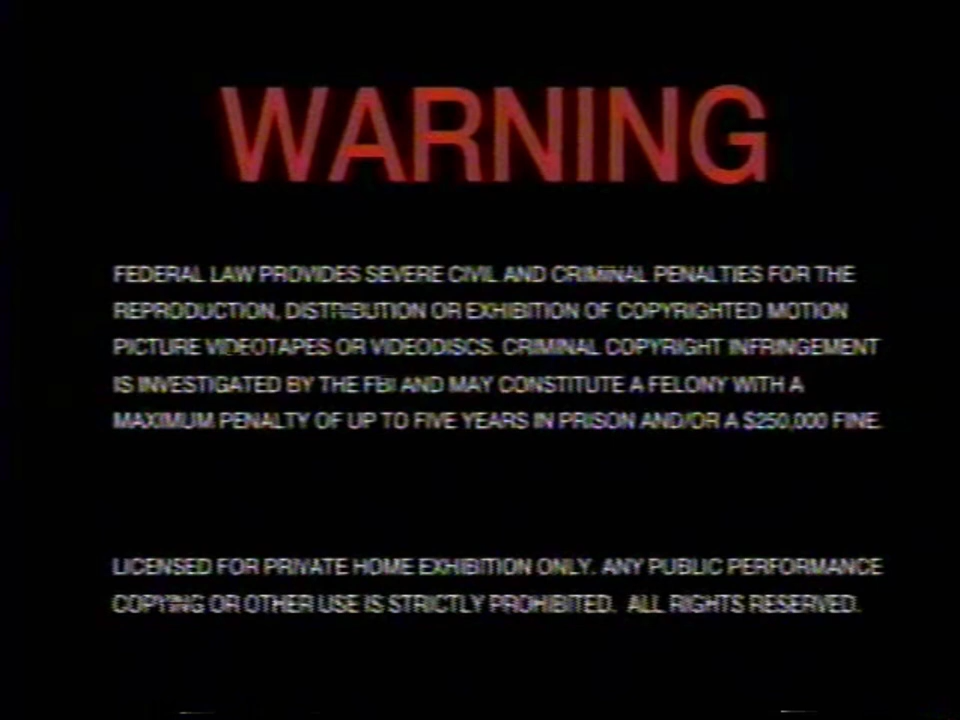 WARNING
FEDERAL LAW PROVIDES SEVERE CIVIL AND CRIMINAL PENALTIES FOR THE
REPRODUCTION, DISTRIBUTION OR EXHIBITION OF COPYRIGHTED MOTION
PICTURE VIDEOTAPES OR VIDEODISCS. CRIMINAL COPYRIGHT INFRINGEMENT
IS INVESTIGATED BY THE FBI AND MAY CONSTITUTE A FELONY WITH A
MAXIMUM PENALTY OF UP TO FIVE YEARS IN PRISON AND/OR A $250,000 FINE.
LICENSED FOR PRIVATE HOME EXHIBITION ONLY. ANY PUBLIC PERFORMANCE
COPYING OR OTHER USE IS STRICTLY PROHIBITED. ALL RIGHTS RESERVED.